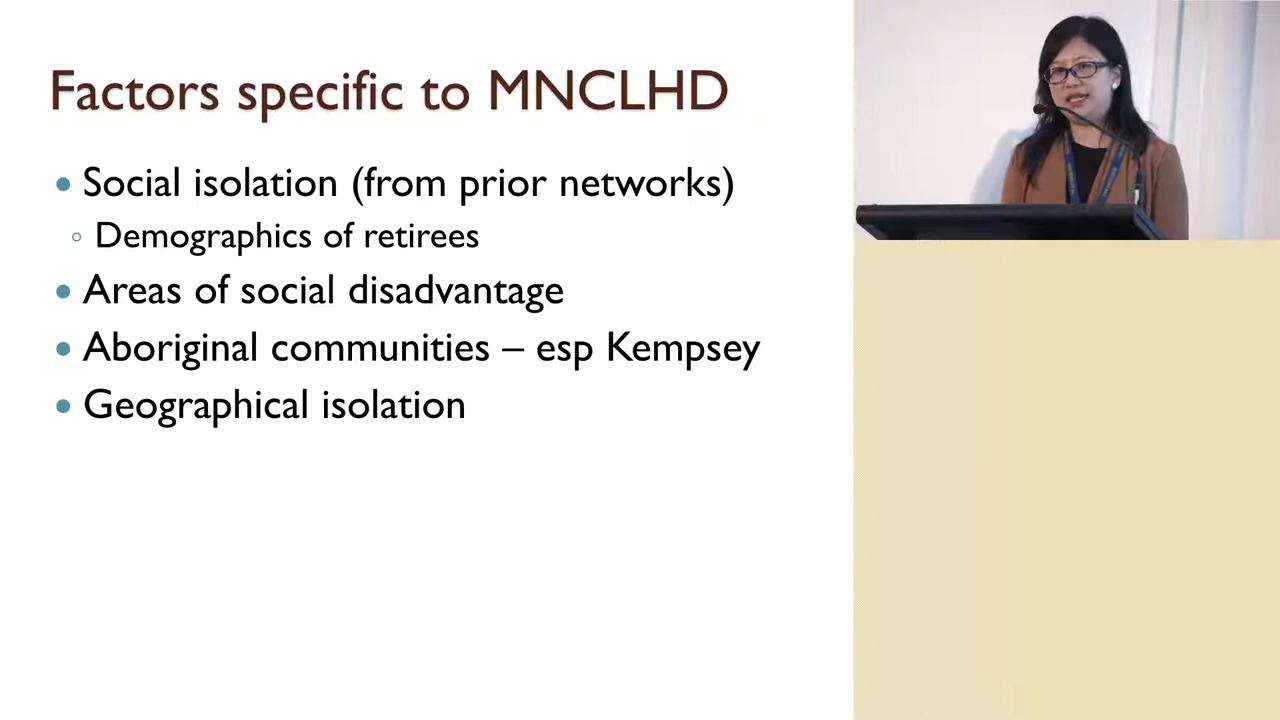 Factors specific to MNCLHD
• Social isolation (from prior networks)
◦ Demographics of retirees
• Areas of social disadvantage
• Aboriginal communities – esp Kempsey
• Geographical isolation